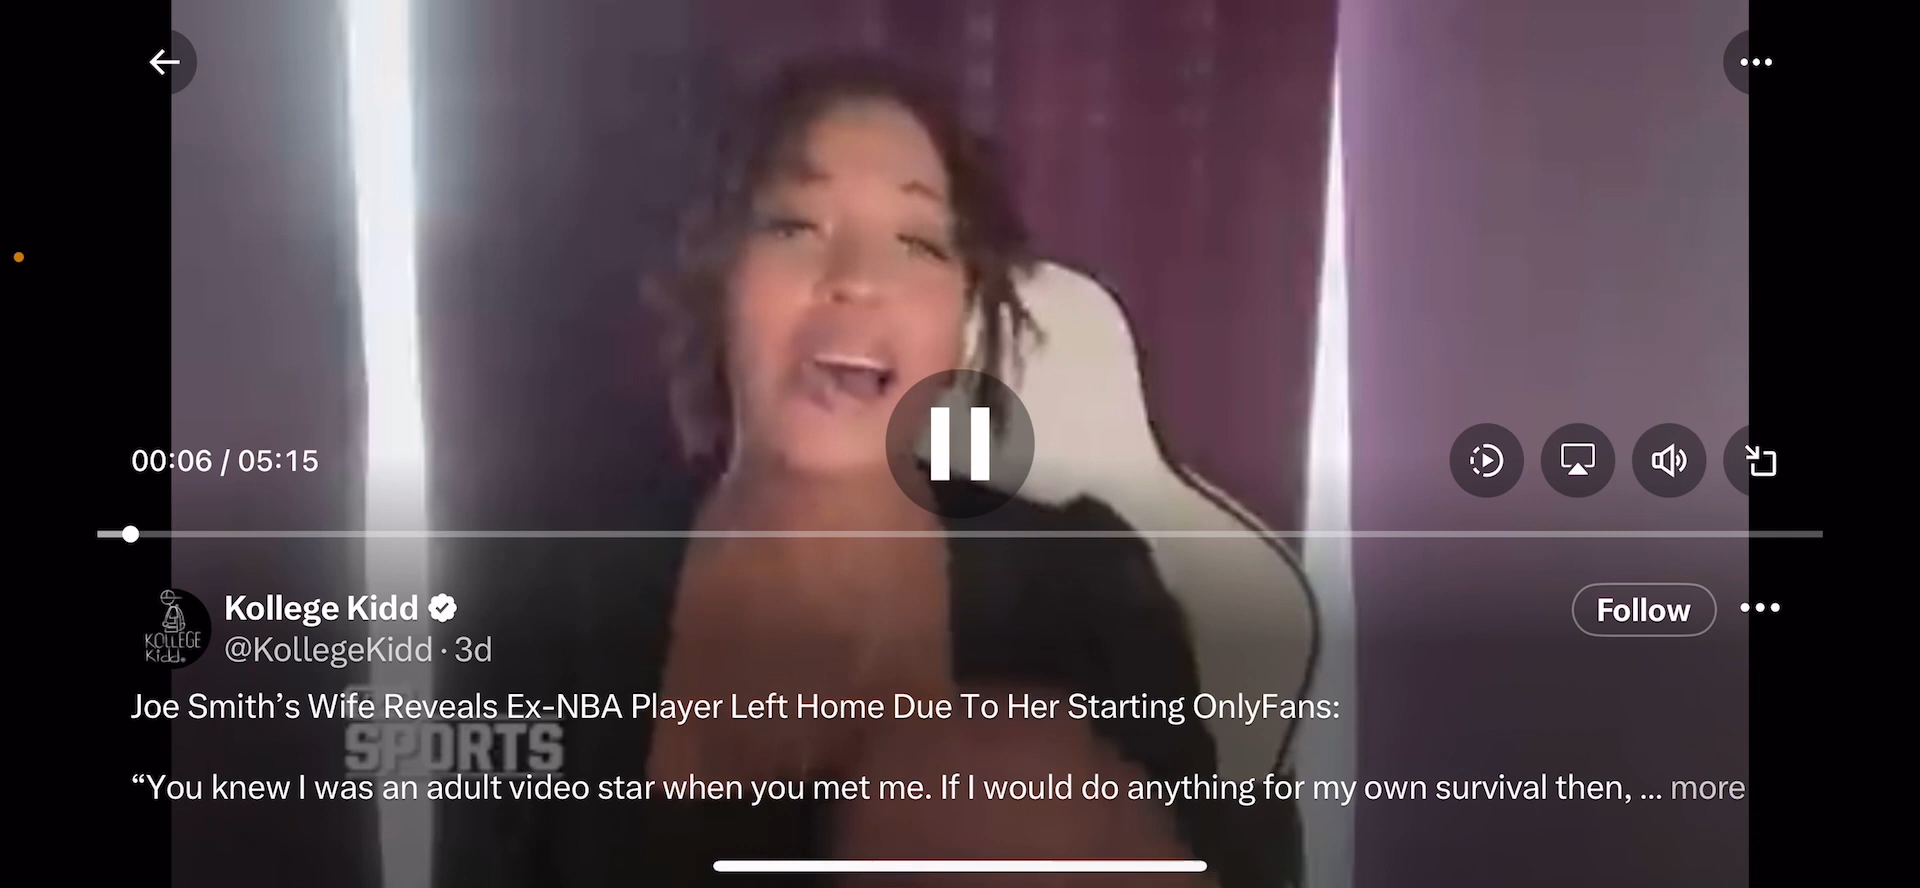 00:06 / 05:15
KOLLEGE
Kidd.
Kollege Kidd
@KollegeKidd · 3d
Follow
Joe Smith’s Wife Reveals Ex-NBA Player Left Home Due To Her Starting OnlyFans:
SPORTS
“You knew I was an adult video star when you met me. If I would do anything for my own survival then, ... more